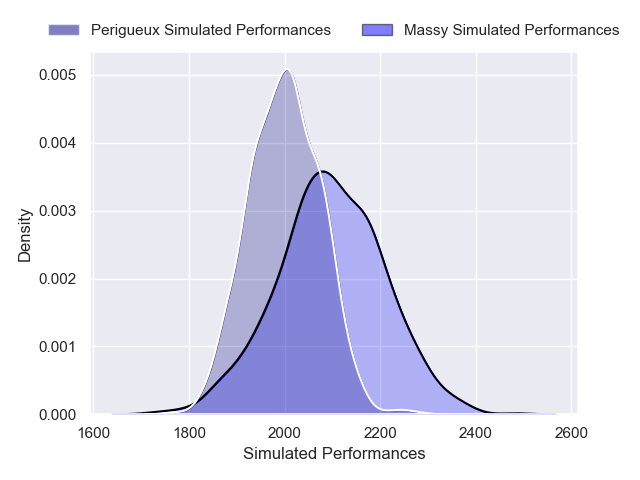 Perigueux Simulated Performances Massy Simulated Performances
0.005
0.004
0.003
0.002
0.001
0.000
Density
1600 1800 2000 2200 2400 2600
Simulated Performances